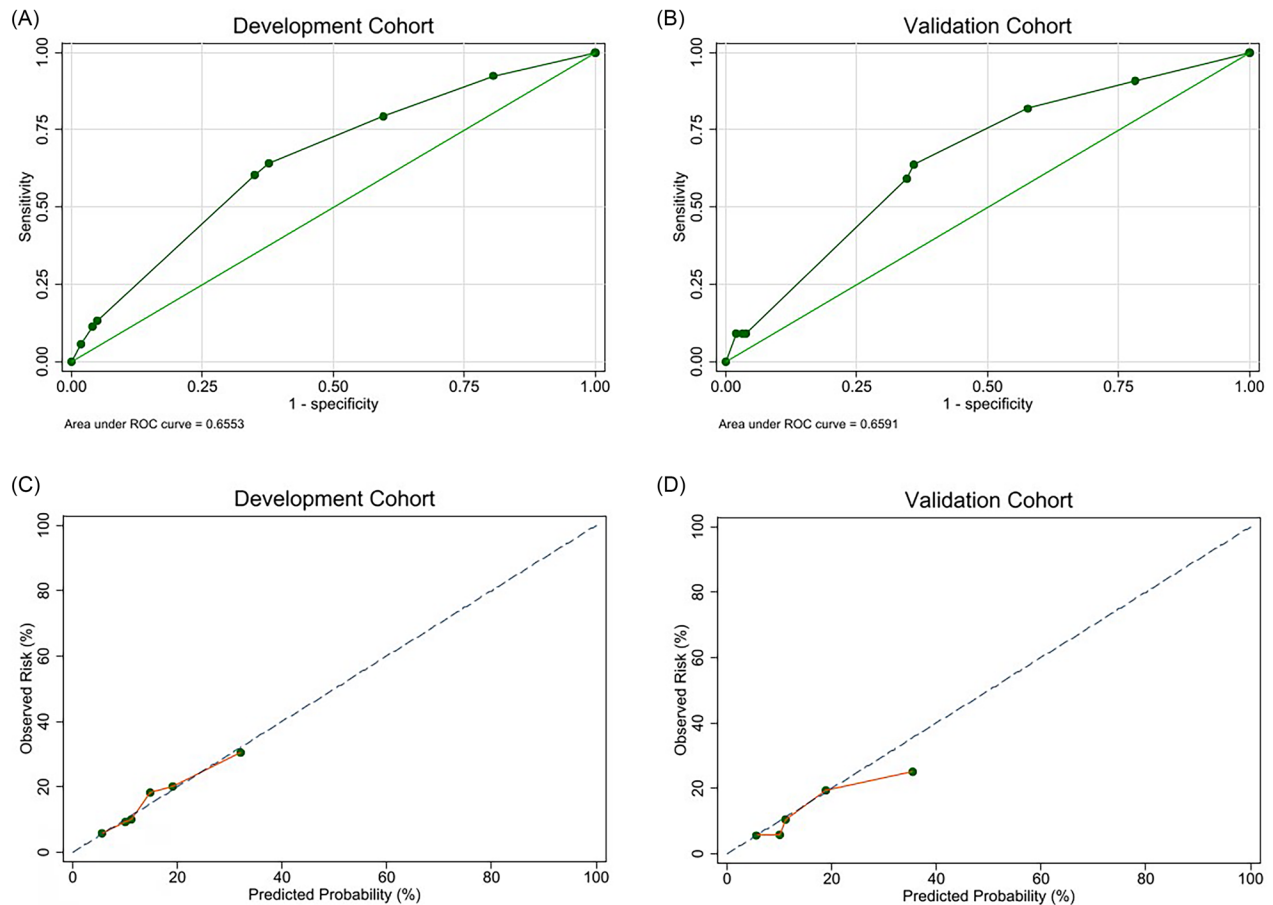 (A)
Development Cohort
Sensitivity
1.00
0.75
0.50
0.25
0.00
0.00 0.25 0.50 0.75 1.00
1 - specificity
Area under ROC curve = 0.6553
(B)
Validation Cohort
Sensitivity
1.00
0.75
0.50
0.25
0.00
0.00 0.25 0.50 0.75 1.00
1 - specificity
Area under ROC curve = 0.6591
(C)
Development Cohort
Observed Risk (%)
100
80
60
40
20
0
0 20 40 60 80 100
Predicted Probability (%)
(D)
Validation Cohort
Observed Risk (%)
100
80
60
40
20
0
0 20 40 60 80 100
Predicted Probability (%)